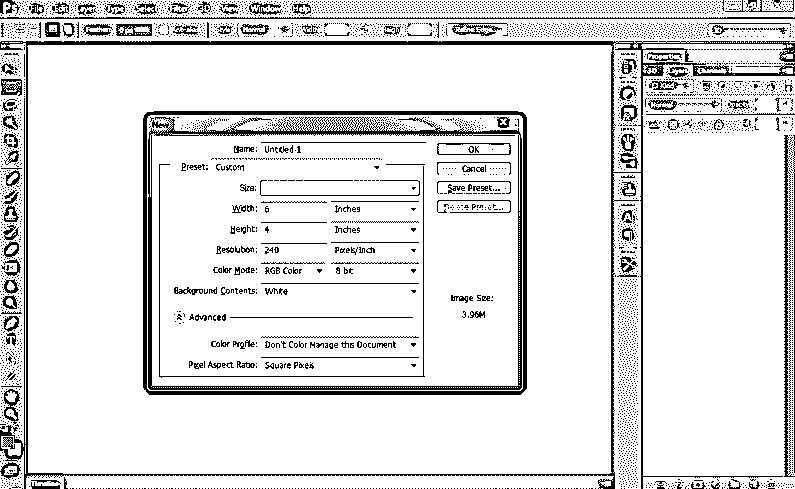 Ps File Edit Layer Type Select Filter 3D View Window Help
Properties
New
Name: Untitled-1
OK
Preset: Custom
Cancel
Size:
Save Preset...
Width: 6 Inches
Delete Preset...
Height: 4 Inches
Resolution: 240 Pixels/Inch
Color Mode: RGB Color 8 bit
Background Contents: White
Image Size:
3.96M
Advanced
Color Profile: Don't Color Manage this Document
Pixel Aspect Ratio: Square Pixels
Timeline